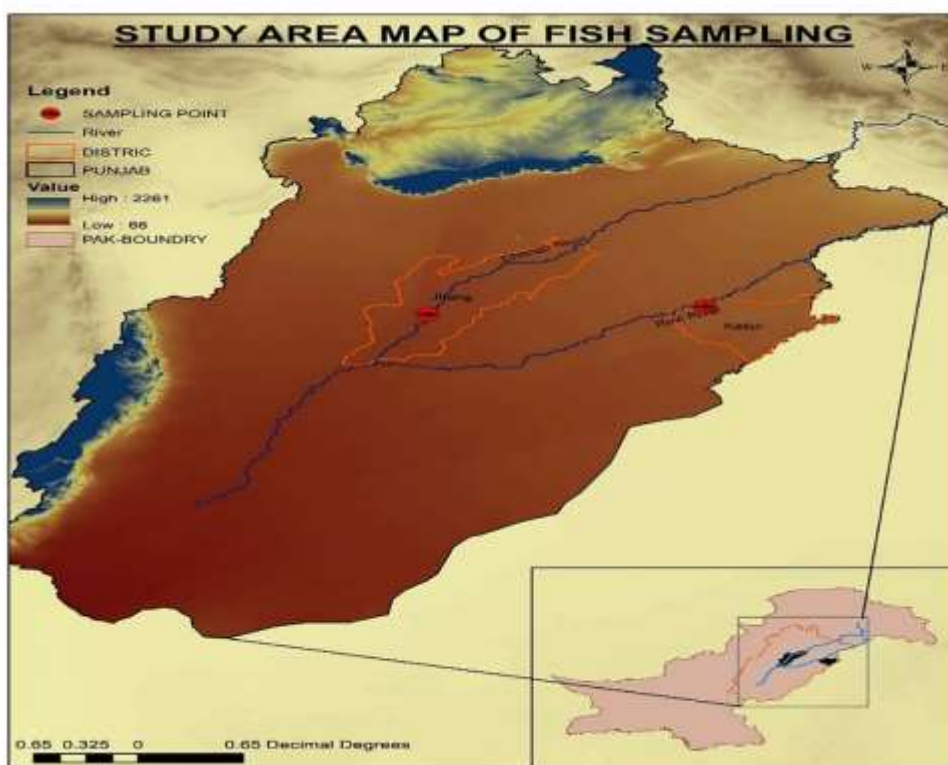 STUDY AREA MAP OF FISH SAMPLING
N
W
E
S
Legend
SAMPLING POINT
River
DISTRIC
PUNJAB
Value
High : 2261
Low : 66
PAK-BOUNDRY
Jhang
River
Kasur
0.65 0.325 0 0.65 Decimal Degrees